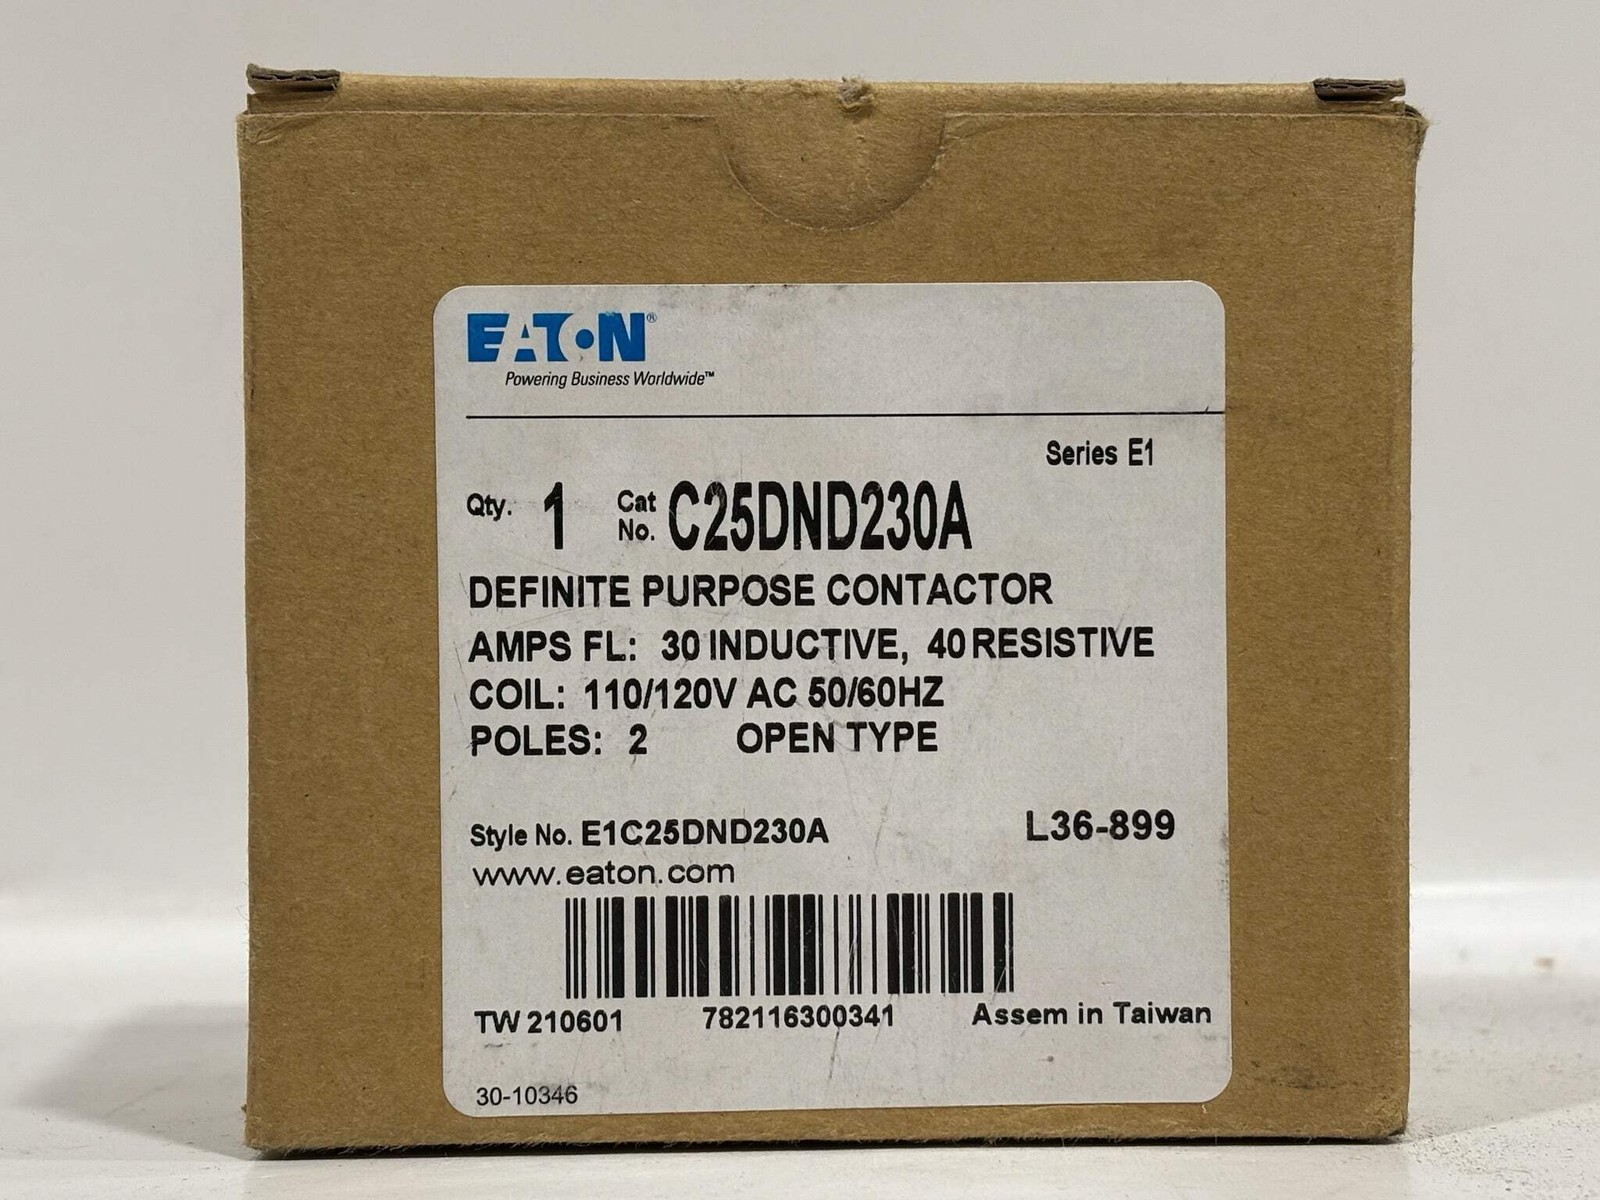 EATON®
Powering Business Worldwide™
Series E1
Qty. 1 Cat No. C25DND230A
DEFINITE PURPOSE CONTACTOR
AMPS FL: 30 INDUCTIVE, 40 RESISTIVE
COIL: 110/120V AC 50/60HZ
POLES: 2 OPEN TYPE
Style No. E1C25DND230A L36-899
www.eaton.com
TW 210601 782116300341 Assem in Taiwan
30-10346